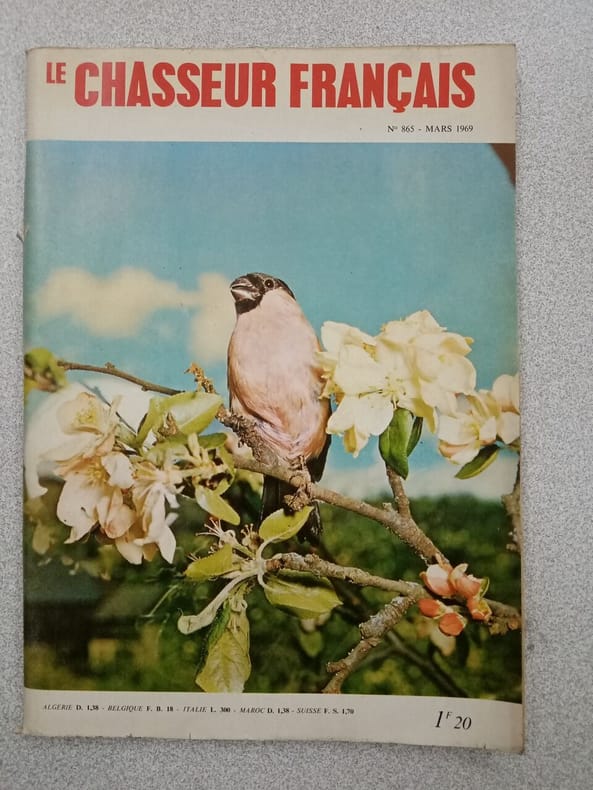 LE CHASSEUR FRANÇAIS
Nº 865 - MARS 1969
ALGERIE D. 1,38 - BELGIQUE F. B. 18 - ITALIE L. 300 - MAROC D. 1,38 - SUISSE F. S. 1,70
1F 20